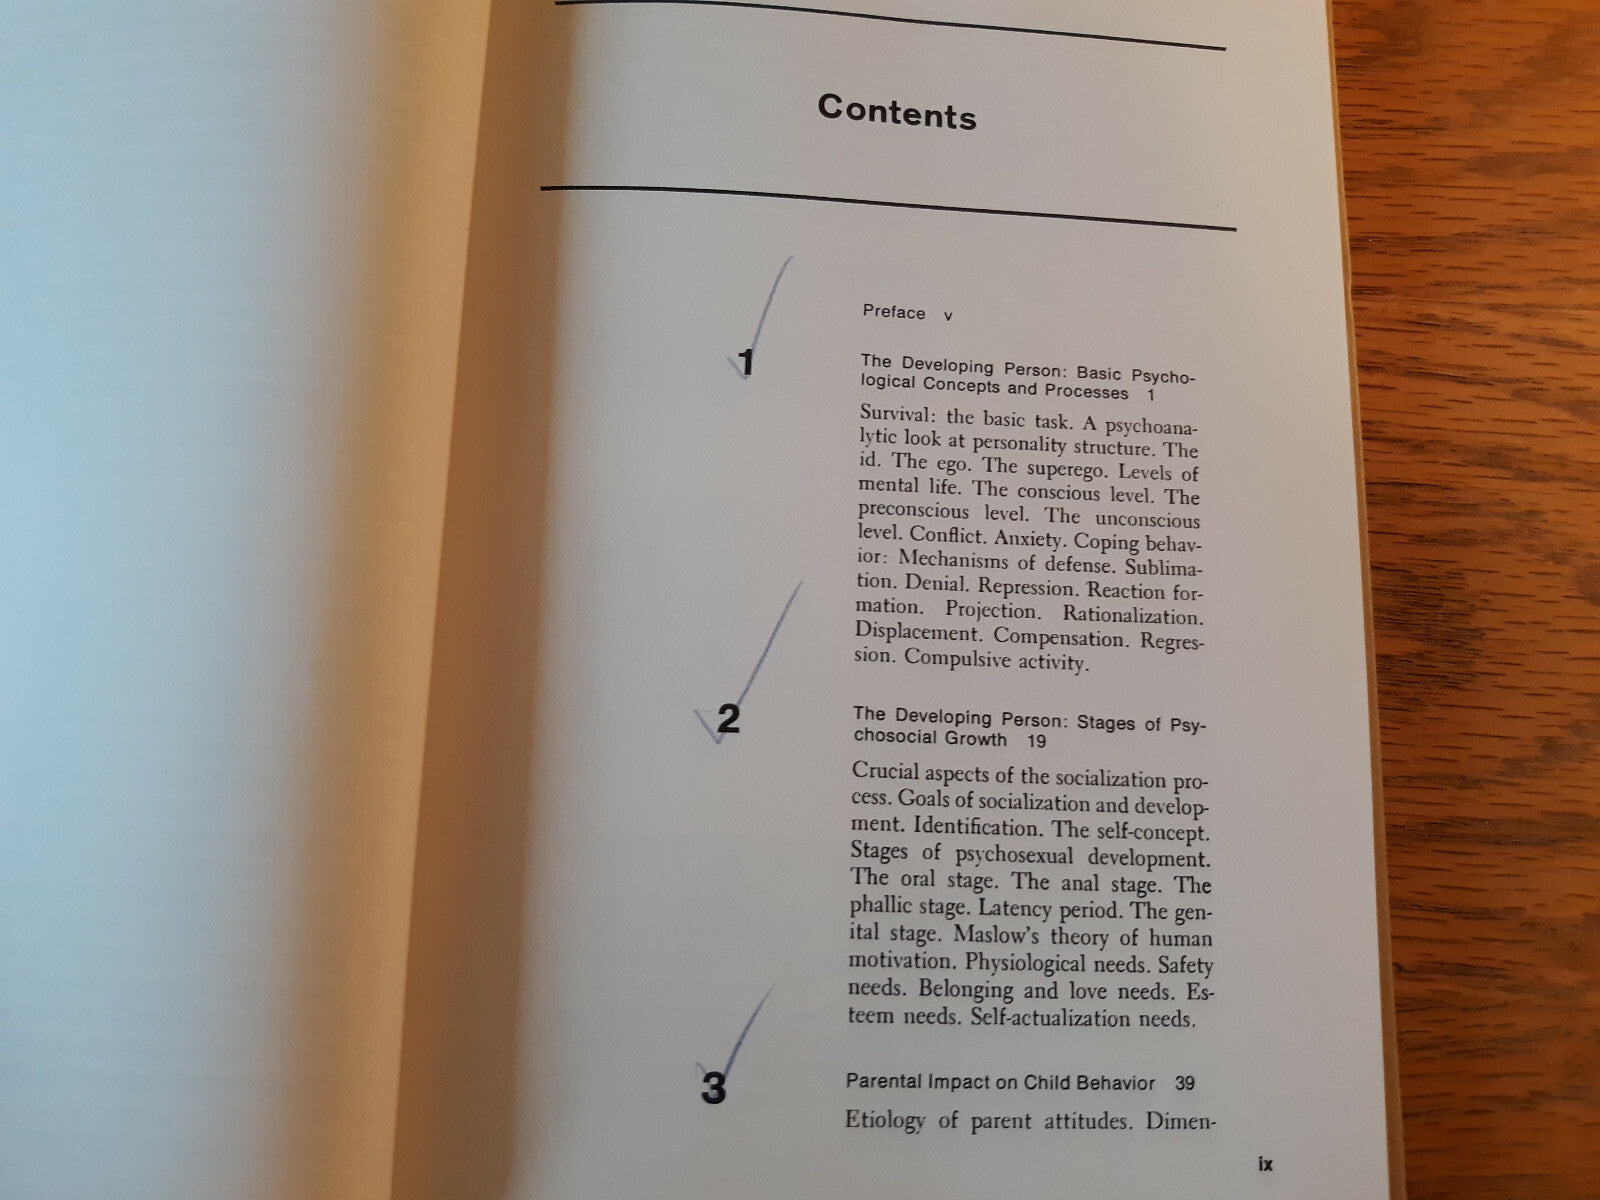 Contents
Preface v
1
The Developing Person: Basic Psycho-
logical Concepts and Processes 1
Survival: the basic task. A psychoana-
lytic look at personality structure. The
id. The ego. The superego. Levels of
mental life. The conscious level. The
preconscious level. The unconscious
level. Conflict. Anxiety. Coping behav-
ior: Mechanisms of defense. Sublima-
tion. Denial. Repression. Reaction for-
mation. Projection. Rationalization.
Displacement. Compensation. Regres-
sion. Compulsive activity.
2
The Developing Person: Stages of Psy-
chosocial Growth 19
Crucial aspects of the socialization pro-
cess. Goals of socialization and develop-
ment. Identification. The self-concept.
Stages of psychosexual development.
The oral stage. The anal stage. The
phallic stage. Latency period. The gen-
ital stage. Maslow's theory of human
motivation. Physiological needs. Safety
needs. Belonging and love needs. Es-
teem needs. Self-actualization needs.
3
Parental Impact on Child Behavior 39
Etiology of parent attitudes. Dimen-
ix